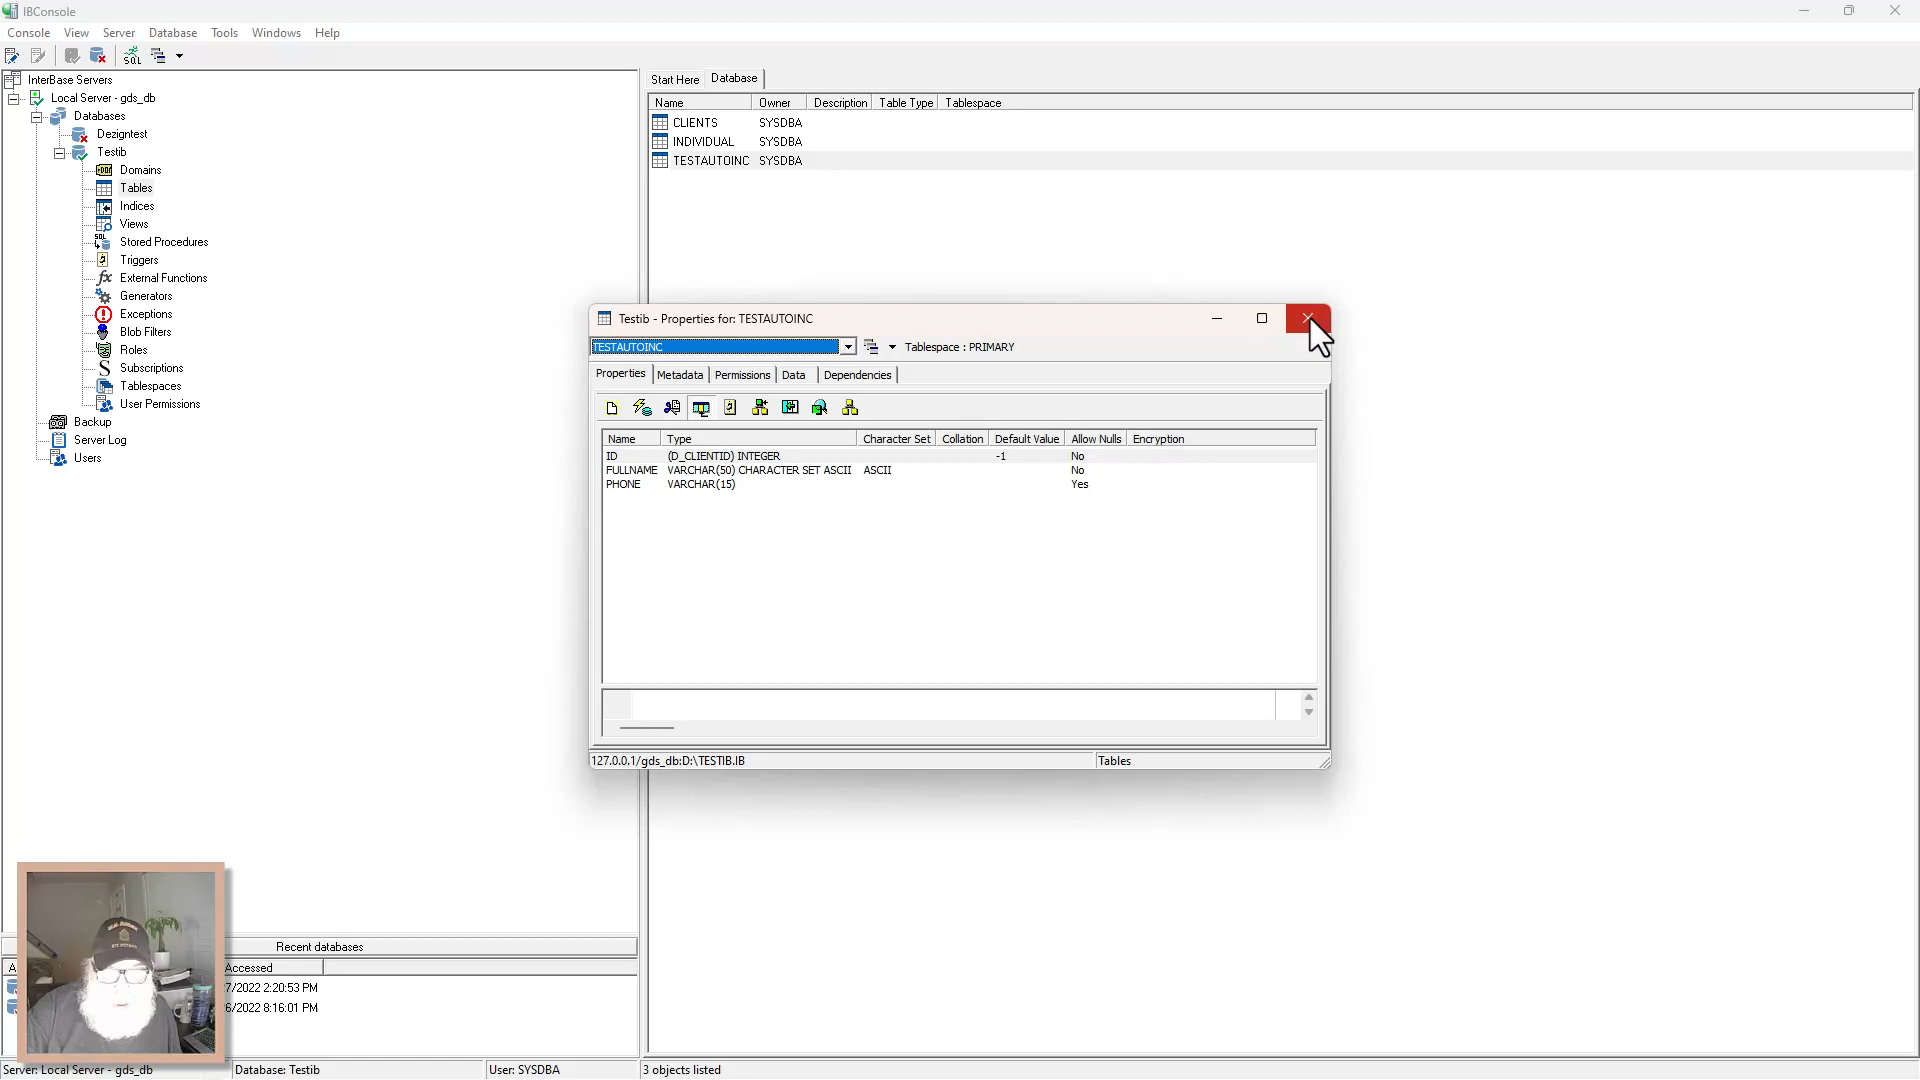 IBConsole
Console View Server Database Tools Windows Help
SQL
InterBase Servers
Local Server - gds_db
Databases
Dezigntest
Testib
Domains
Tables
Indices
Views
Stored Procedures
Triggers
External Functions
Generators
Exceptions
Blob Filters
Roles
Subscriptions
Tablespaces
User Permissions
Backup
Server Log
Users
Start Here Database
Name Owner Description Table Type Tablespace
CLIENTS SYSDBA
INDIVIDUAL SYSDBA
TESTAUTOINC SYSDBA
Testib - Properties for: TESTAUTOINC
TESTAUTOINC Tablespace : PRIMARY
Properties Metadata Permissions Data Dependencies
Name Type Character Set Collation Default Value Allow Nulls Encryption
ID (D_CLIENTID) INTEGER -1 No
FULLNAME VARCHAR(50) CHARACTER SET ASCII ASCII No
PHONE VARCHAR(15) Yes
127.0.0.1/gds_db:D:\TESTIB.IB Tables
Recent databases
Accessed
7/2022 2:20:53 PM
6/2022 8:16:01 PM
Server: Local Server - gds_db Database: Testib User: SYSDBA 3 objects listed